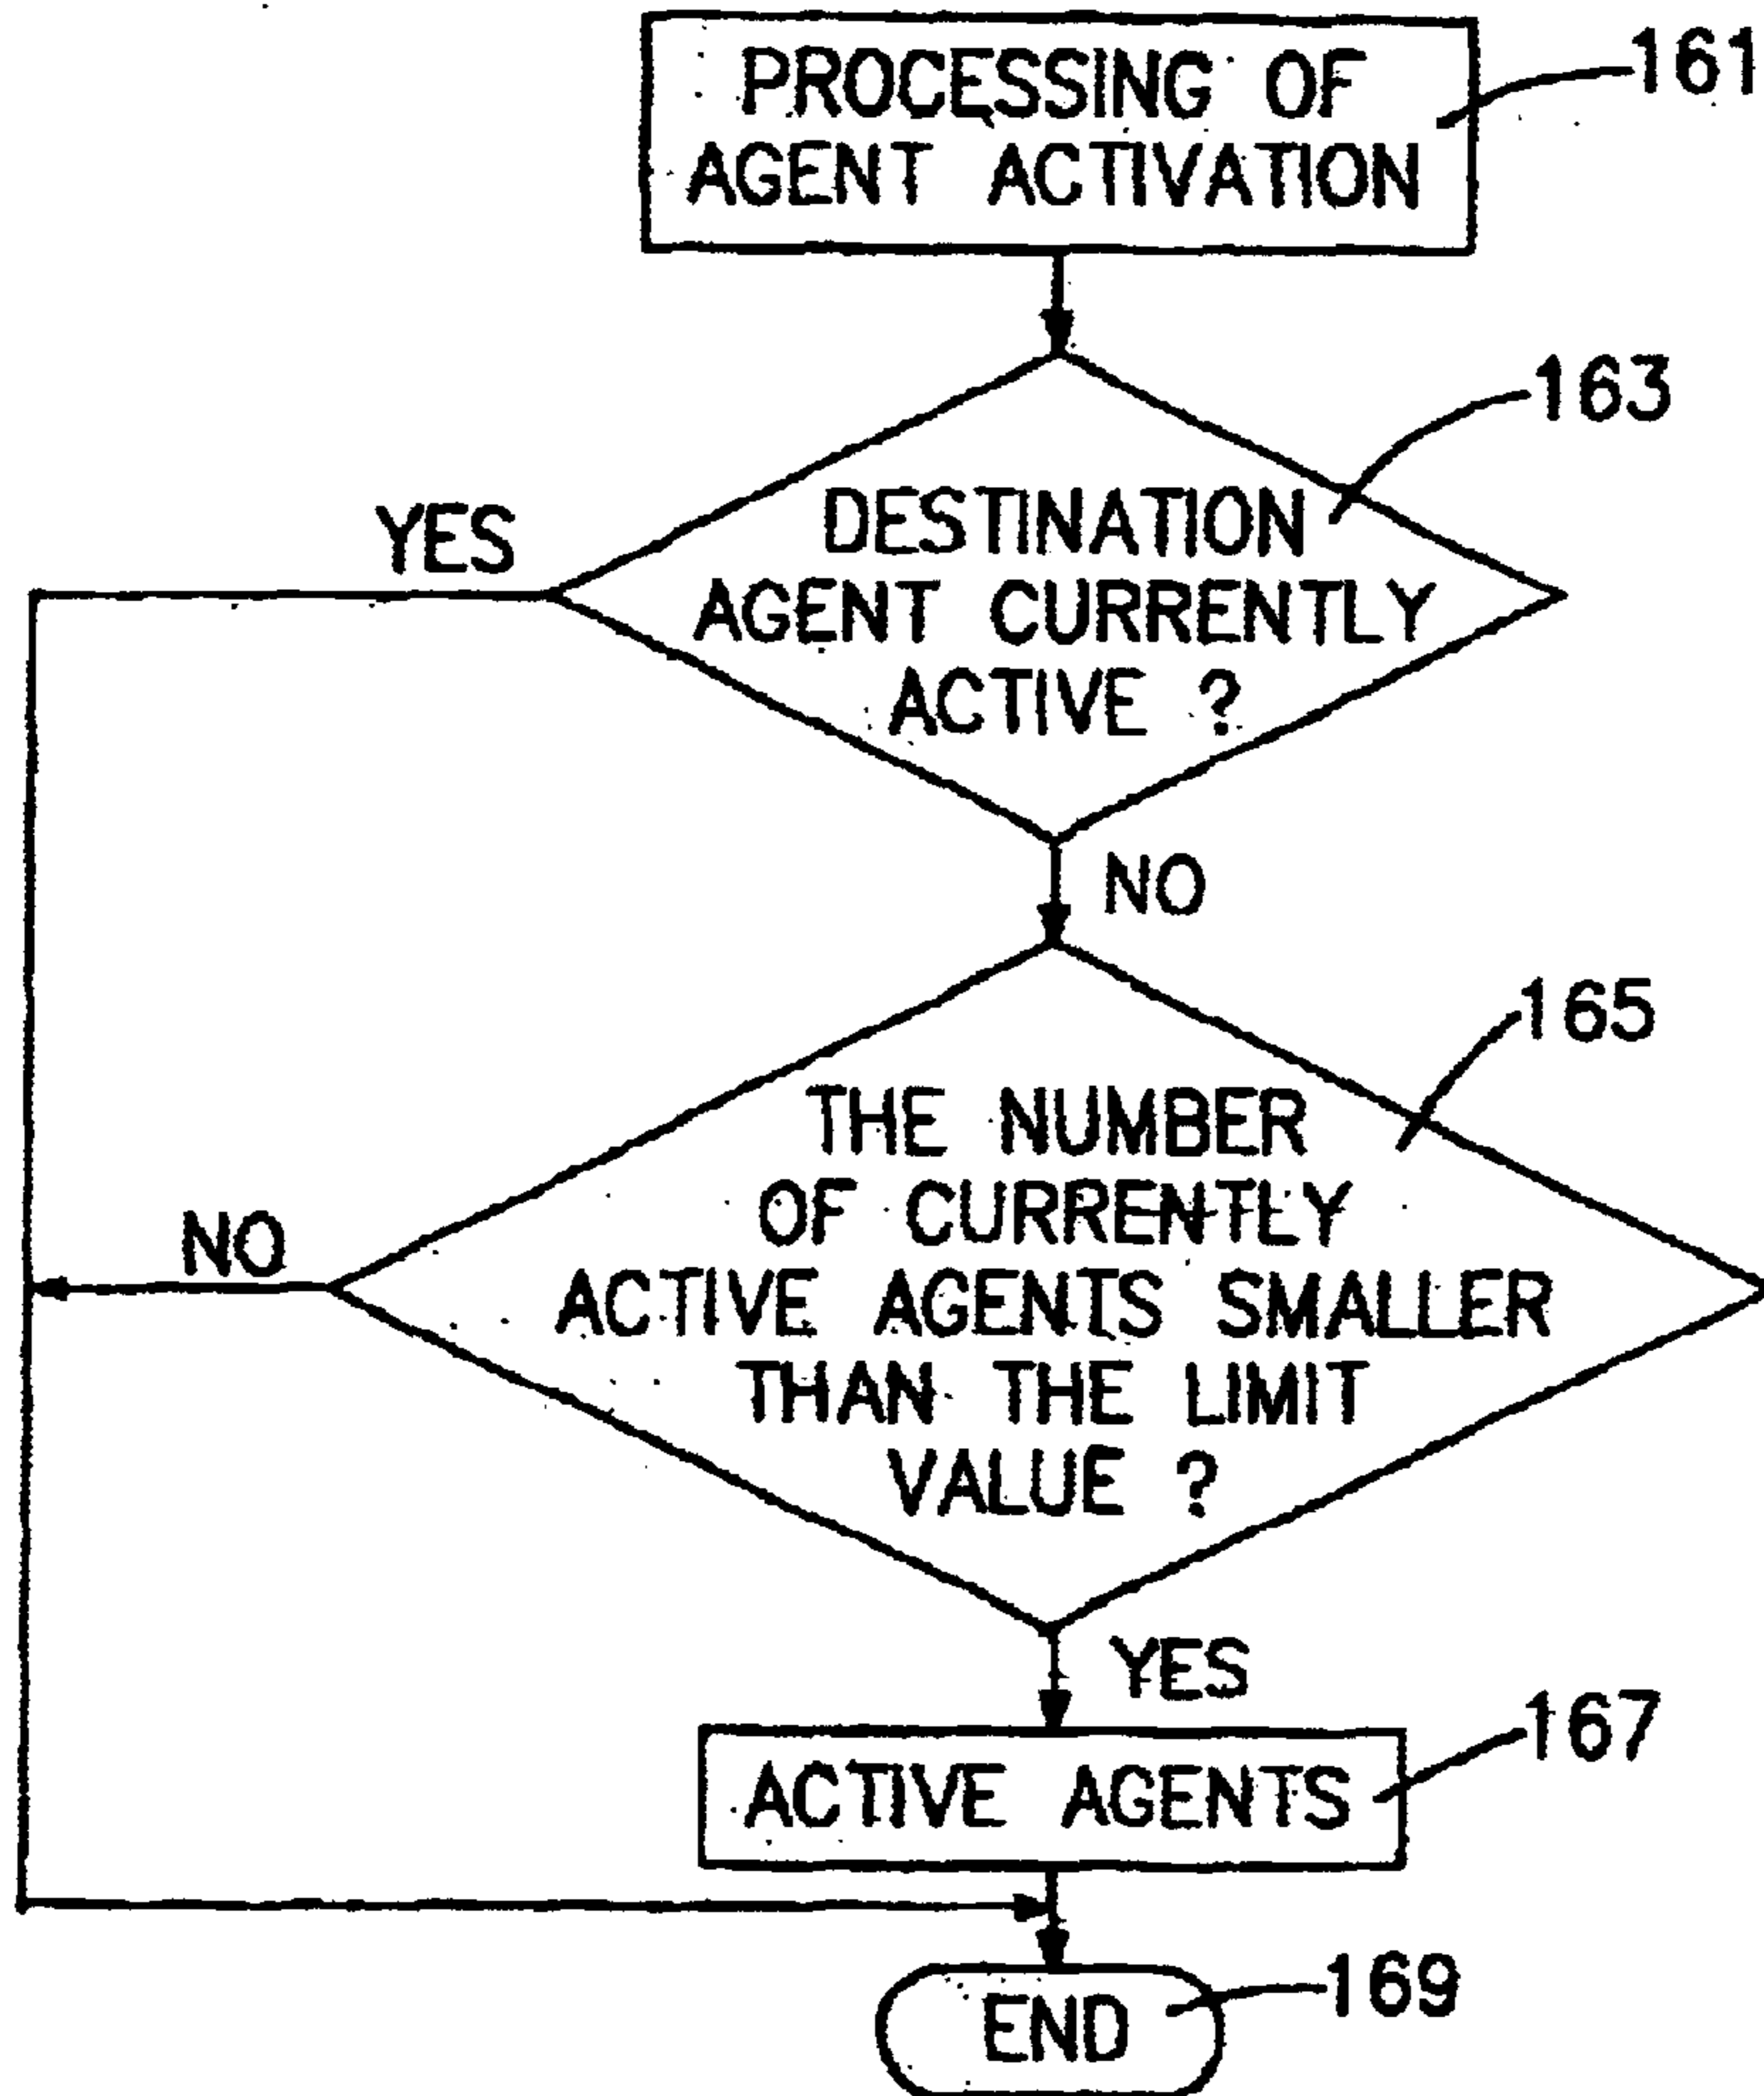 PROCESSING OF
AGENT ACTIVATION
161
163
DESTINATION
AGENT CURRENTLY
ACTIVE ?
YES
NO
165
THE NUMBER
OF CURRENTLY
ACTIVE AGENTS SMALLER
THAN THE LIMIT
VALUE ?
NO
YES
167
ACTIVE AGENTS
169
END